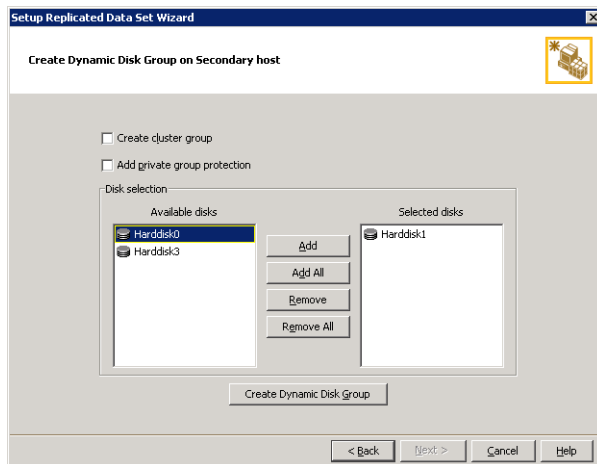 Setup Replicated Data Set Wizard
Create Dynamic Disk Group on Secondary host
Create cluster group
Add private group protection
Disk selection
Available disks
Selected disks
Harddisk0
Harddisk3
Harddisk1
Add
Add All
Remove
Remove All
Create Dynamic Disk Group
< Back
Next >
Cancel
Help